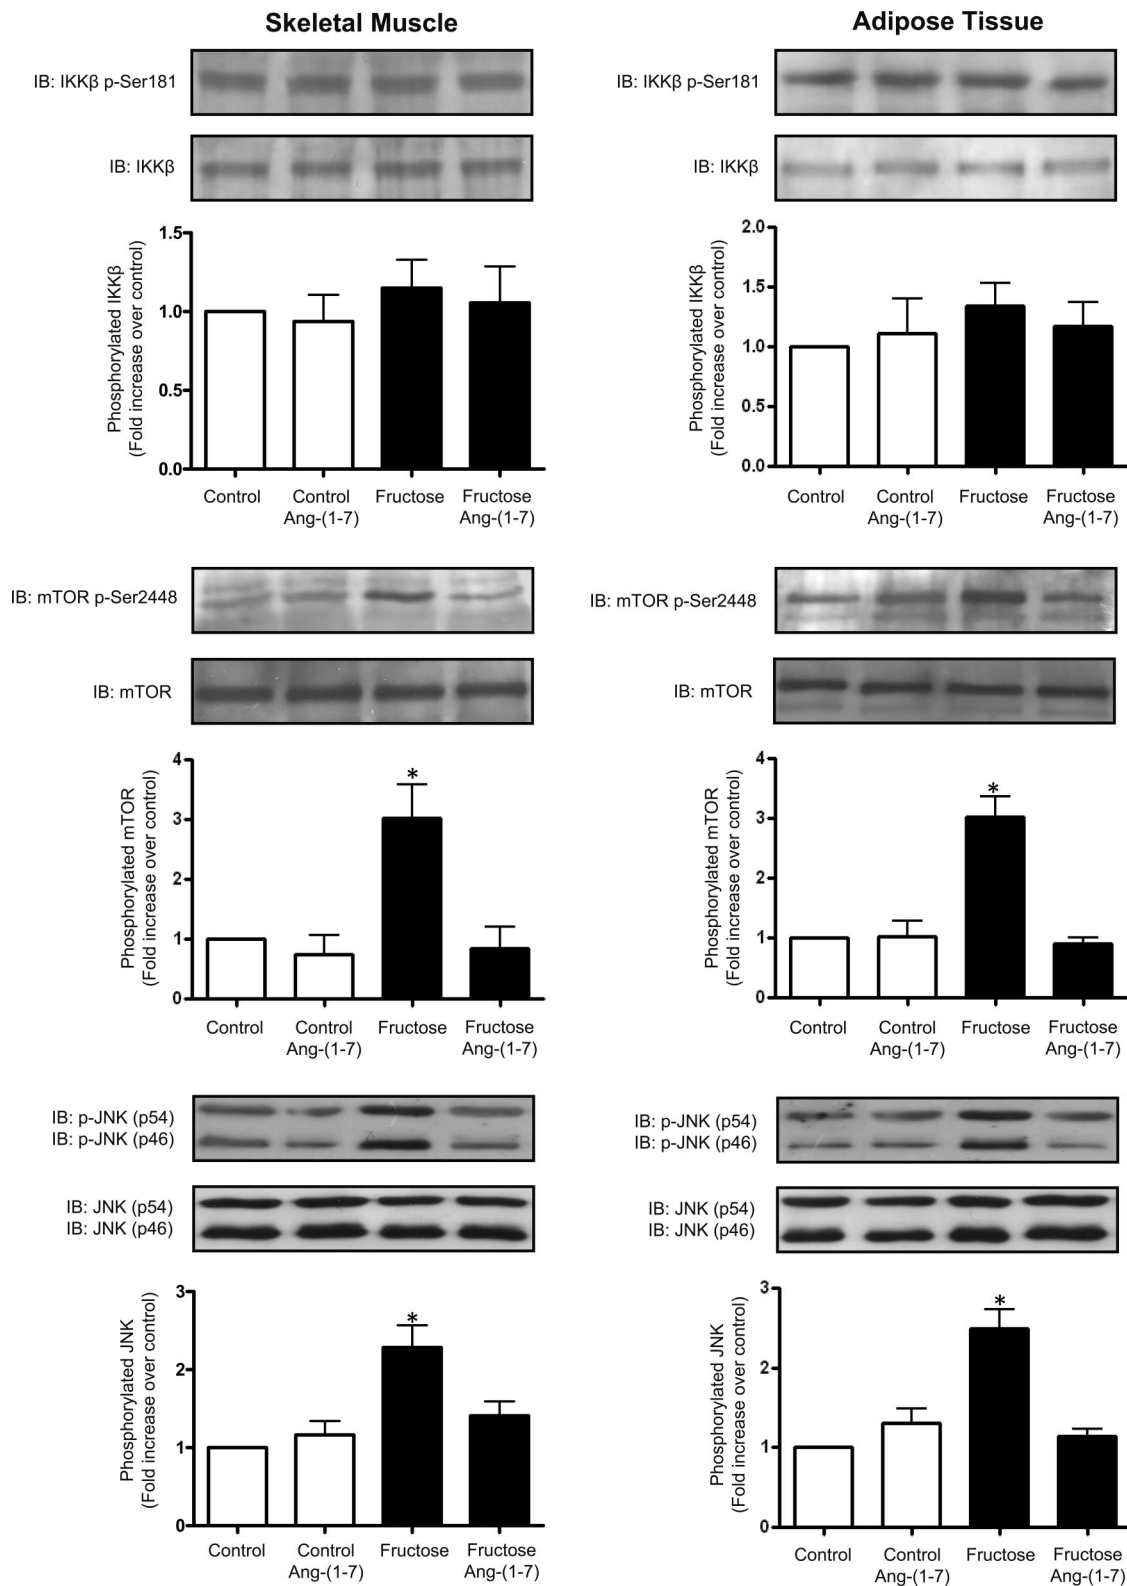 Skeletal Muscle
IB: IKKβ p-Ser181
IB: IKKβ
Phosphorylated IKKβ
(Fold increase over control)
1.5
1.0
0.5
0.0
Control
Control
Ang-(1-7)
Fructose
Fructose
Ang-(1-7)
IB: mTOR p-Ser2448
IB: mTOR
Phosphorylated mTOR
(Fold increase over control)
4
3
2
1
0
*
Control
Control
Ang-(1-7)
Fructose
Fructose
Ang-(1-7)
IB: p-JNK (p54)
IB: p-JNK (p46)
IB: JNK (p54)
IB: JNK (p46)
Phosphorylated JNK
(Fold increase over control)
3
2
1
0
*
Control
Control
Ang-(1-7)
Fructose
Fructose
Ang-(1-7)
Adipose Tissue
IB: IKKβ p-Ser181
IB: IKKβ
Phosphorylated IKKβ
(Fold increase over control)
2.0
1.5
1.0
0.5
0.0
Control
Control
Ang-(1-7)
Fructose
Fructose
Ang-(1-7)
IB: mTOR p-Ser2448
IB: mTOR
Phosphorylated mTOR
(Fold increase over control)
4
3
2
1
0
*
Control
Control
Ang-(1-7)
Fructose
Fructose
Ang-(1-7)
IB: p-JNK (p54)
IB: p-JNK (p46)
IB: JNK (p54)
IB: JNK (p46)
Phosphorylated JNK
(Fold increase over control)
3
2
1
0
*
Control
Control
Ang-(1-7)
Fructose
Fructose
Ang-(1-7)